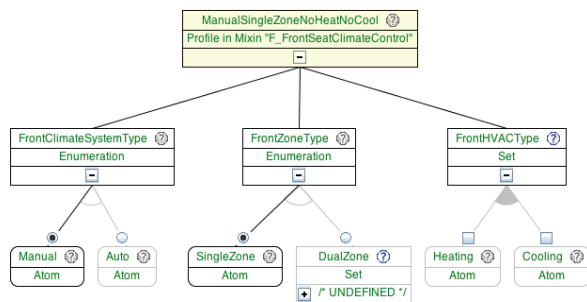 ManualSingleZoneNoHeatNoCool ?
Profile in Mixin "F_FrontSeatClimateControl"
FrontClimateSystemType ?
Enumeration
FrontZoneType ?
Enumeration
FrontHVACType ?
Set
Manual ?
Atom
Auto ?
Atom
SingleZone ?
Atom
DualZone ?
Set
/* UNDEFINED */
Heating ?
Atom
Cooling ?
Atom